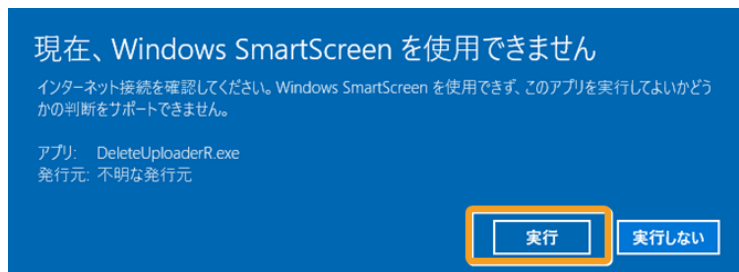 現在、Windows SmartScreen を使用できません
インターネット接続を確認してください。Windows SmartScreen を使用できず、このアプリを実行してよいかどう
かの判断をサポートできません。
アプリ: DeleteUploaderR.exe
発行元: 不明な発行元
実行 実行しない